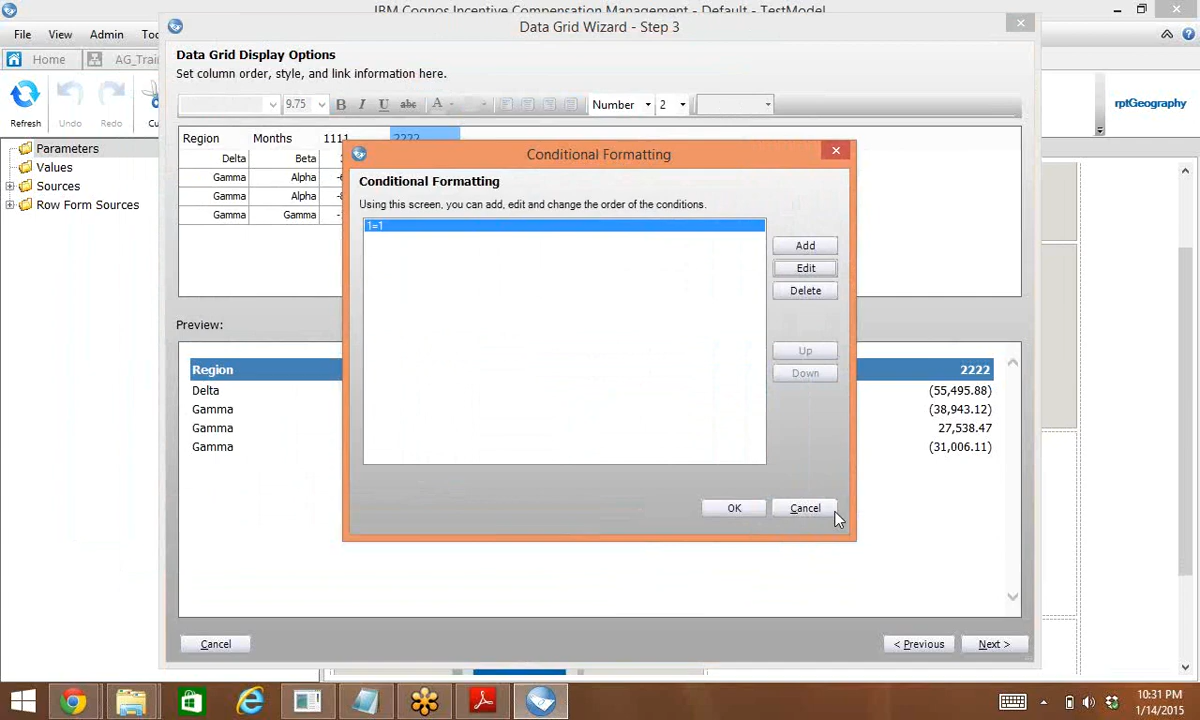 IBM Cognos Incentive Compensation Management - Default - TestModel
File View Admin
Data Grid Wizard - Step 3
Home AG_Trai
Data Grid Display Options
Set column order, style, and link information here.
9.75 B I U abc A Number 2
Refresh Undo Redo
rptGeography
Parameters
Values
Sources
Row Form Sources
Region Months 1111 2222
Delta Beta
Gamma Alpha
Gamma Alpha
Gamma Gamma
Conditional Formatting
Conditional Formatting
Using this screen, you can add, edit and change the order of the conditions.
1=1
Add
Edit
Delete
Up
Down
OK Cancel
Preview:
Region 2222
Delta (55,495.88)
Gamma (38,943.12)
Gamma 27,538.47
Gamma (31,006.11)
Cancel < Previous Next >
10:31 PM
1/14/2015